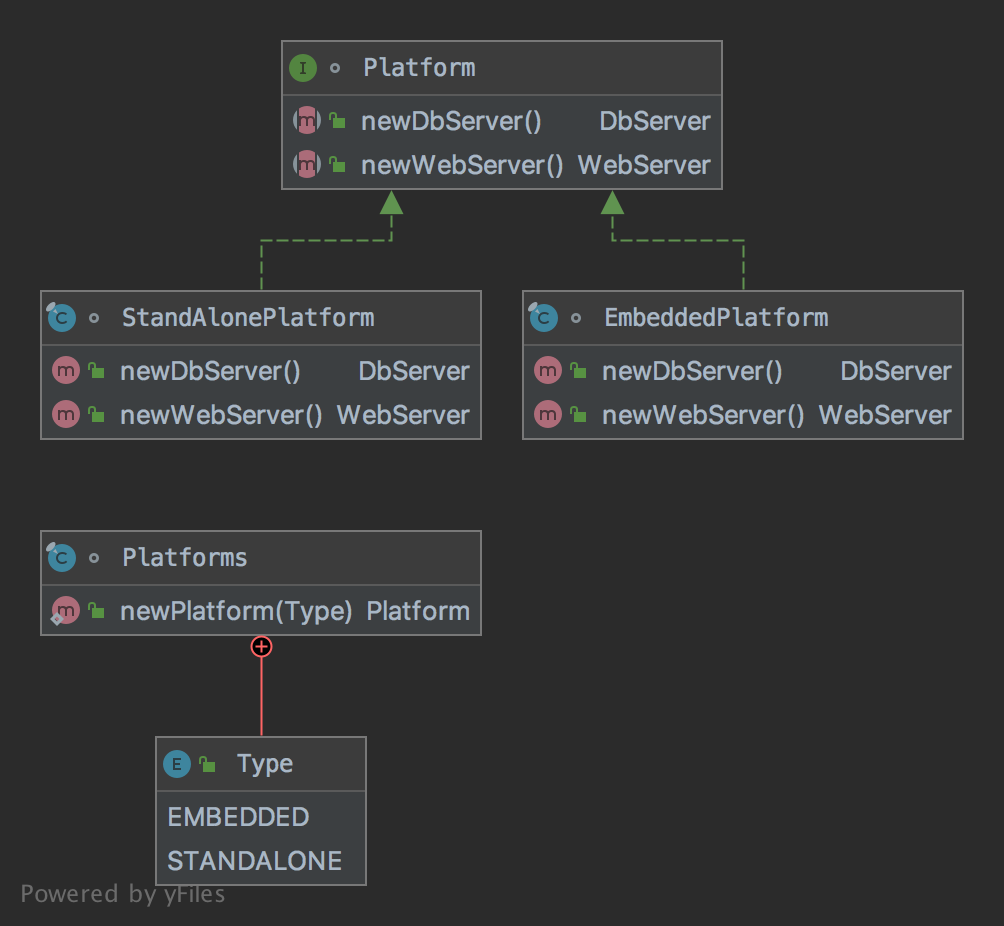 Platform
newDbServer() DbServer
newWebServer() WebServer
StandAlonePlatform
newDbServer() DbServer
newWebServer() WebServer
EmbeddedPlatform
newDbServer() DbServer
newWebServer() WebServer
Platforms
newPlatform(Type) Platform
Type
EMBEDDED
STANDALONE
Powered by yFiles